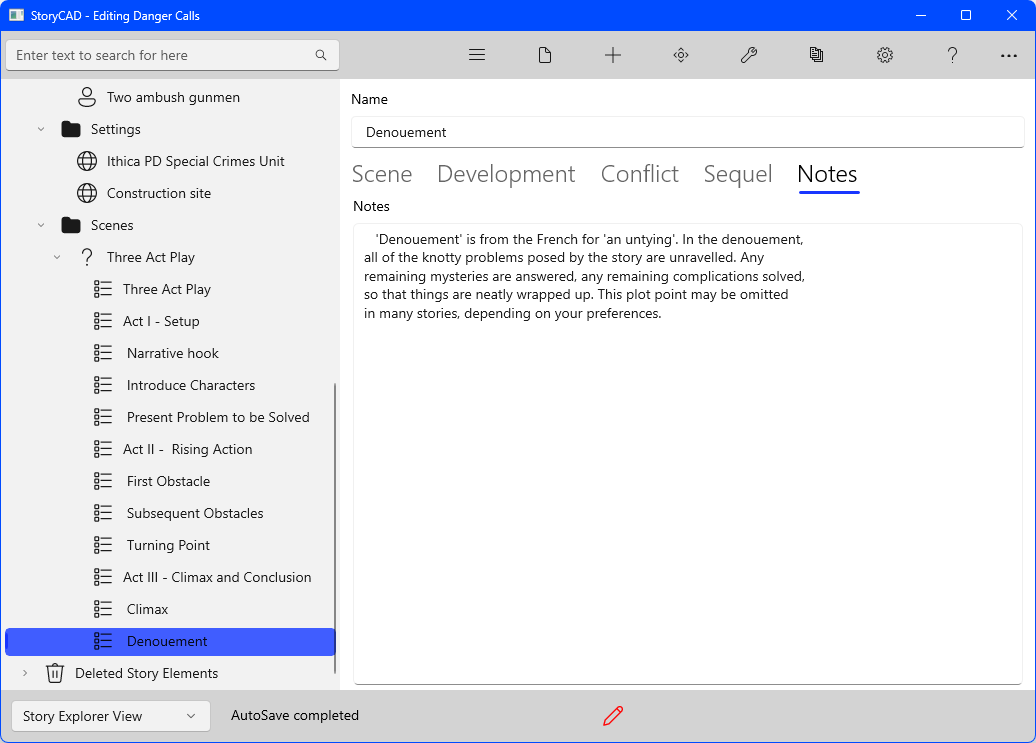 StoryCAD - Editing Danger Calls
Enter text to search for here
Two ambush gunmen
Settings
Ithica PD Special Crimes Unit
Construction site
Scenes
Three Act Play
Three Act Play
Act I - Setup
Narrative hook
Introduce Characters
Present Problem to be Solved
Act II -  Rising Action
First Obstacle
Subsequent Obstacles
Turning Point
Act III - Climax and Conclusion
Climax
Denouement
Deleted Story Elements
Name
Denouement
Scene Development Conflict Sequel Notes
Notes
'Denouement' is from the French for 'an untying'. In the denouement,
all of the knotty problems posed by the story are unravelled. Any
remaining mysteries are answered, any remaining complications solved,
so that things are neatly wrapped up. This plot point may be omitted
in many stories, depending on your preferences.
Story Explorer View
AutoSave completed